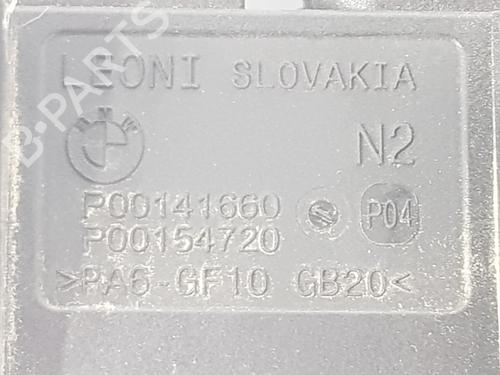 LEONI SLOVAKIA
N2
P00141660
P00154720
P04
>PA6-GF10 GB20<
B-PARTS